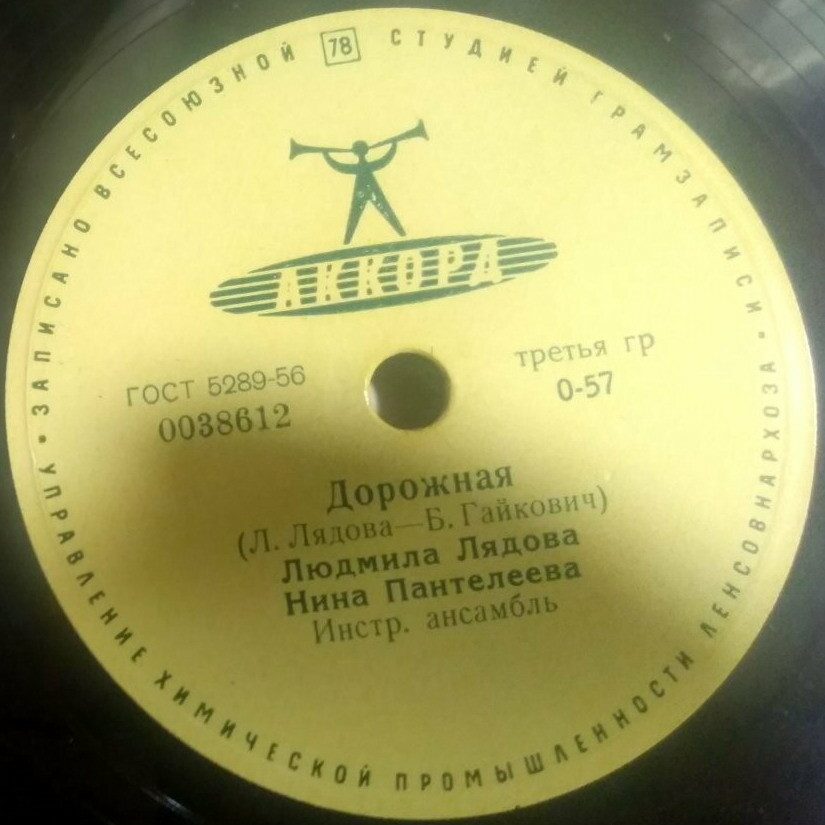 ЗАПИСАНО ВСЕСОЮЗНОЙ 78 СТУДИЕЙ ГРАМЗАПИСИ •
АККОРД
ГОСТ 5289-56
0038612
третья гр
0-57
Дорожная
(Л. Лядова—Б. Гайкович)
Людмила Лядова
Нина Пантелеева
Инстр. ансамбль
• УПРАВЛЕНИЕ ХИМИЧЕСКОЙ ПРОМЫШЛЕННОСТИ ЛЕНСОВНАРХОЗА